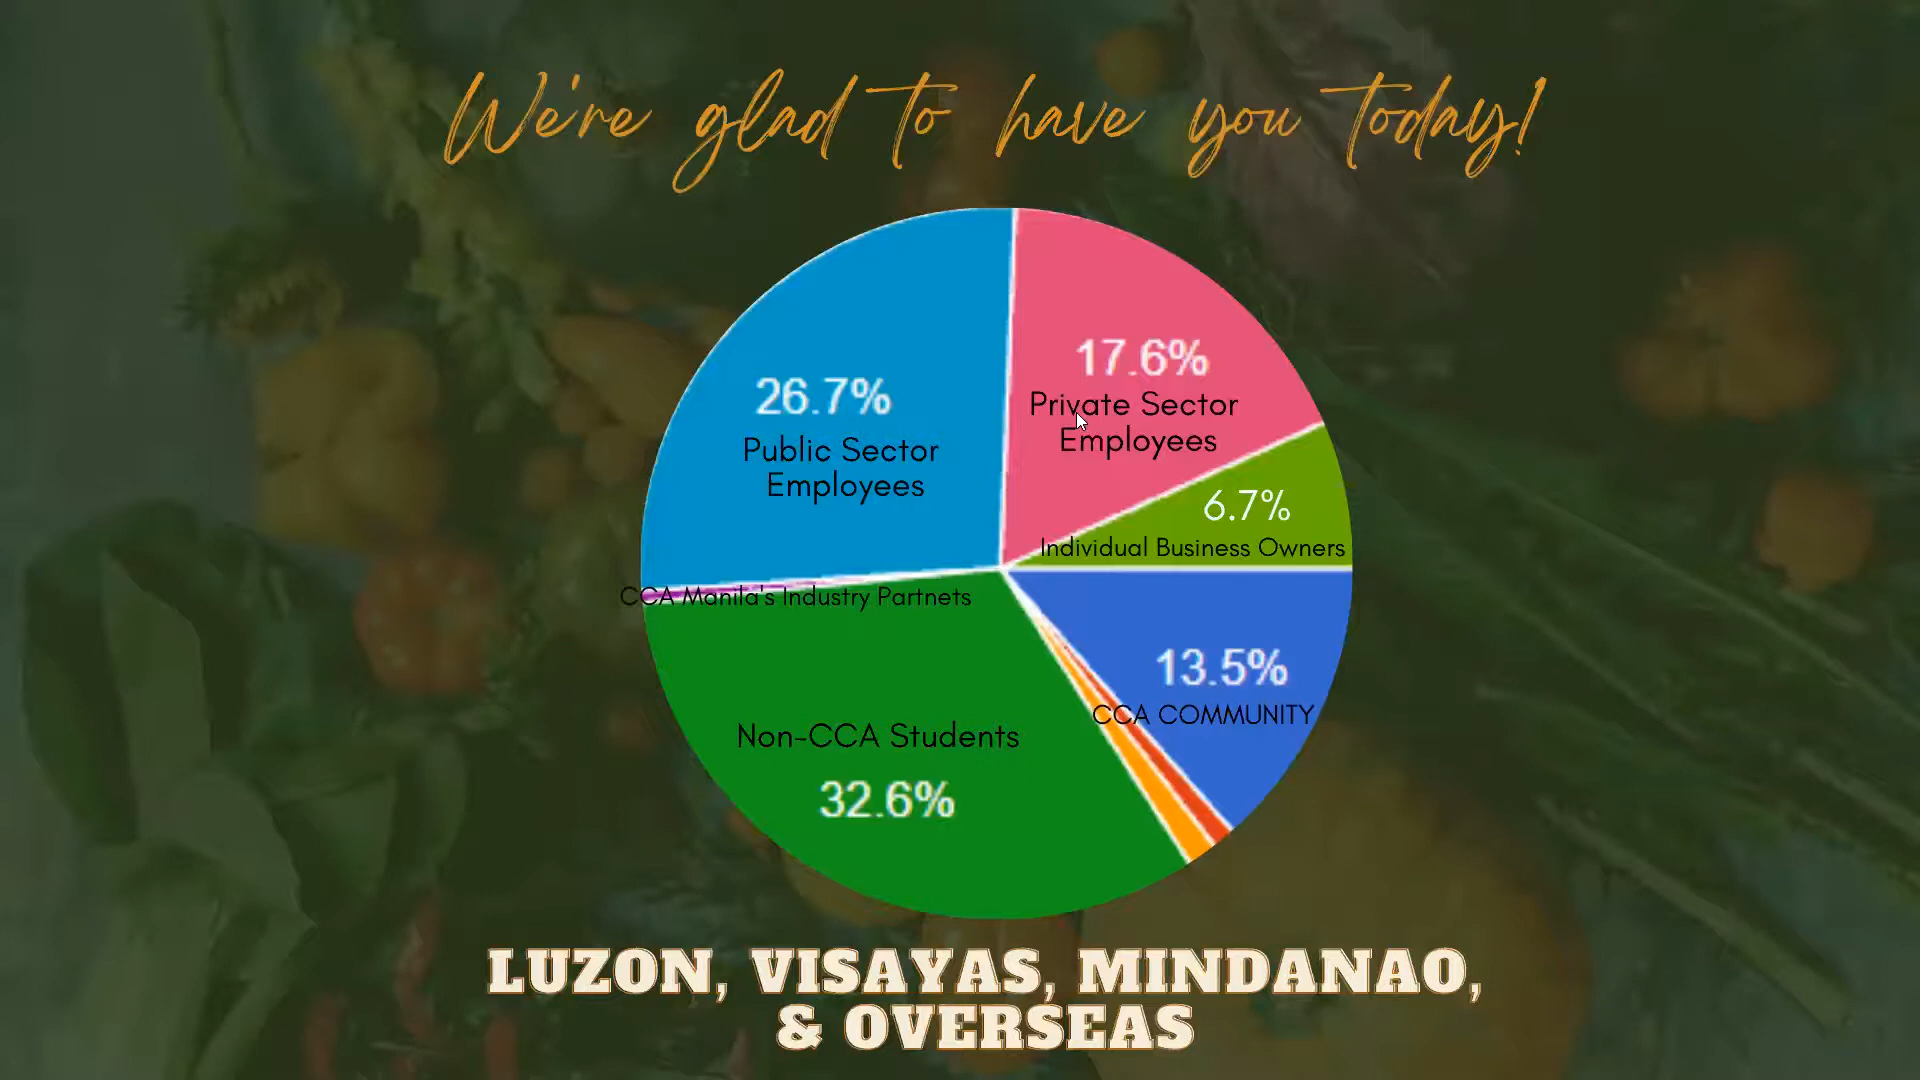 We're glad to have you today!
17.6%
Private Sector
Employees
26.7%
Public Sector
Employees
6.7%
Individual Business Owners
CCA Manila's Industry Partnets
13.5%
CCA COMMUNITY
Non-CCA Students
32.6%
LUZON, VISAYAS, MINDANAO,
& OVERSEAS